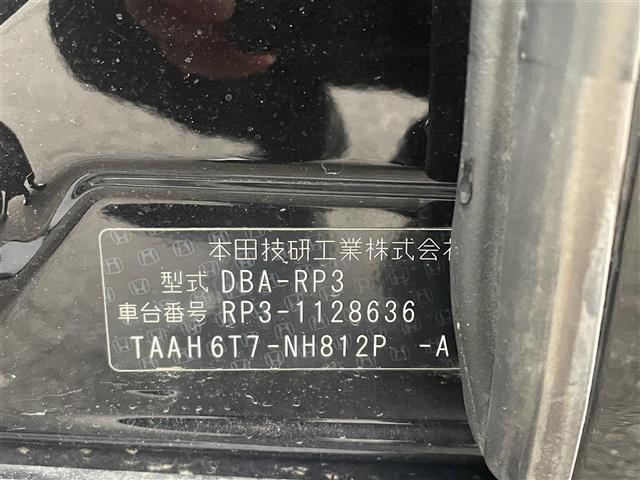 本田技研工業株式会社
型式 DBA-RP3
車台番号 RP3-1128636
TAAH6T7-NH812P -A